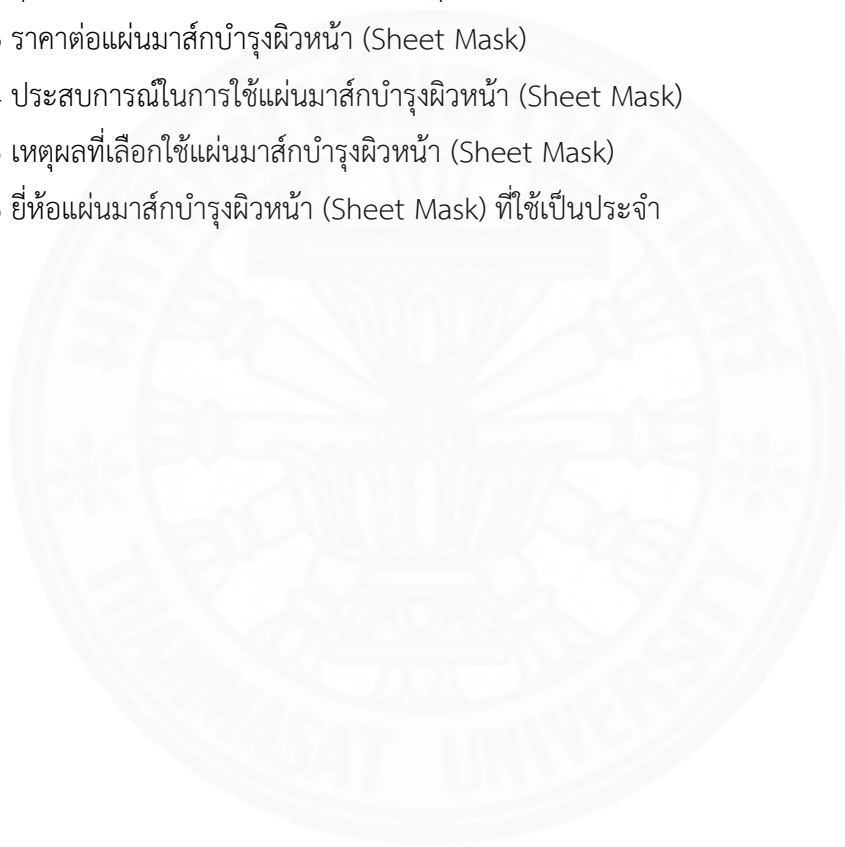 ราคาต่อแผ่นมาส์กบำรุงผิวหน้า (Sheet Mask)
ประสบการณ์ในการใช้แผ่นมาส์กบำรุงผิวหน้า (Sheet Mask)
เหตุผลที่เลือกใช้แผ่นมาส์กบำรุงผิวหน้า (Sheet Mask)
ยี่ห้อแผ่นมาส์กบำรุงผิวหน้า (Sheet Mask) ที่ใช้เป็นประจำ
THAMMASAT UNIVERSITY